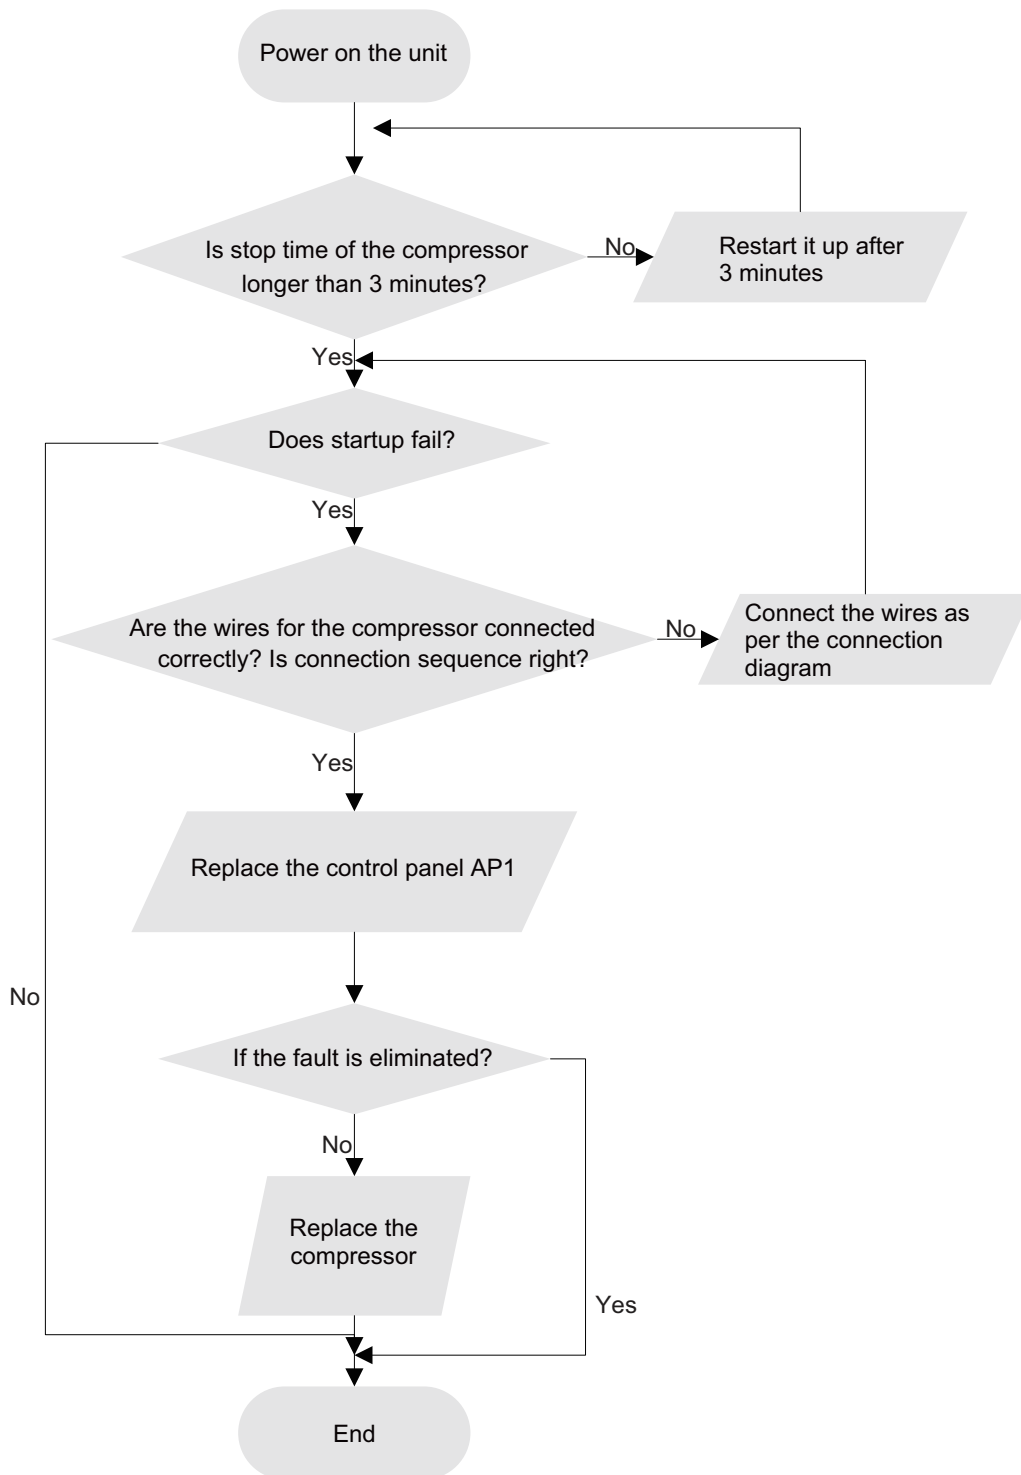 Power on the unit
Is stop time of the compressor
longer than 3 minutes?
No
Restart it up after
3 minutes
Yes
Does startup fail?
Yes
Are the wires for the compressor connected
correctly? Is connection sequence right?
No
Connect the wires as
per the connection
diagram
Yes
Replace the control panel AP1
No
If the fault is eliminated?
No
Replace the
compressor
Yes
End